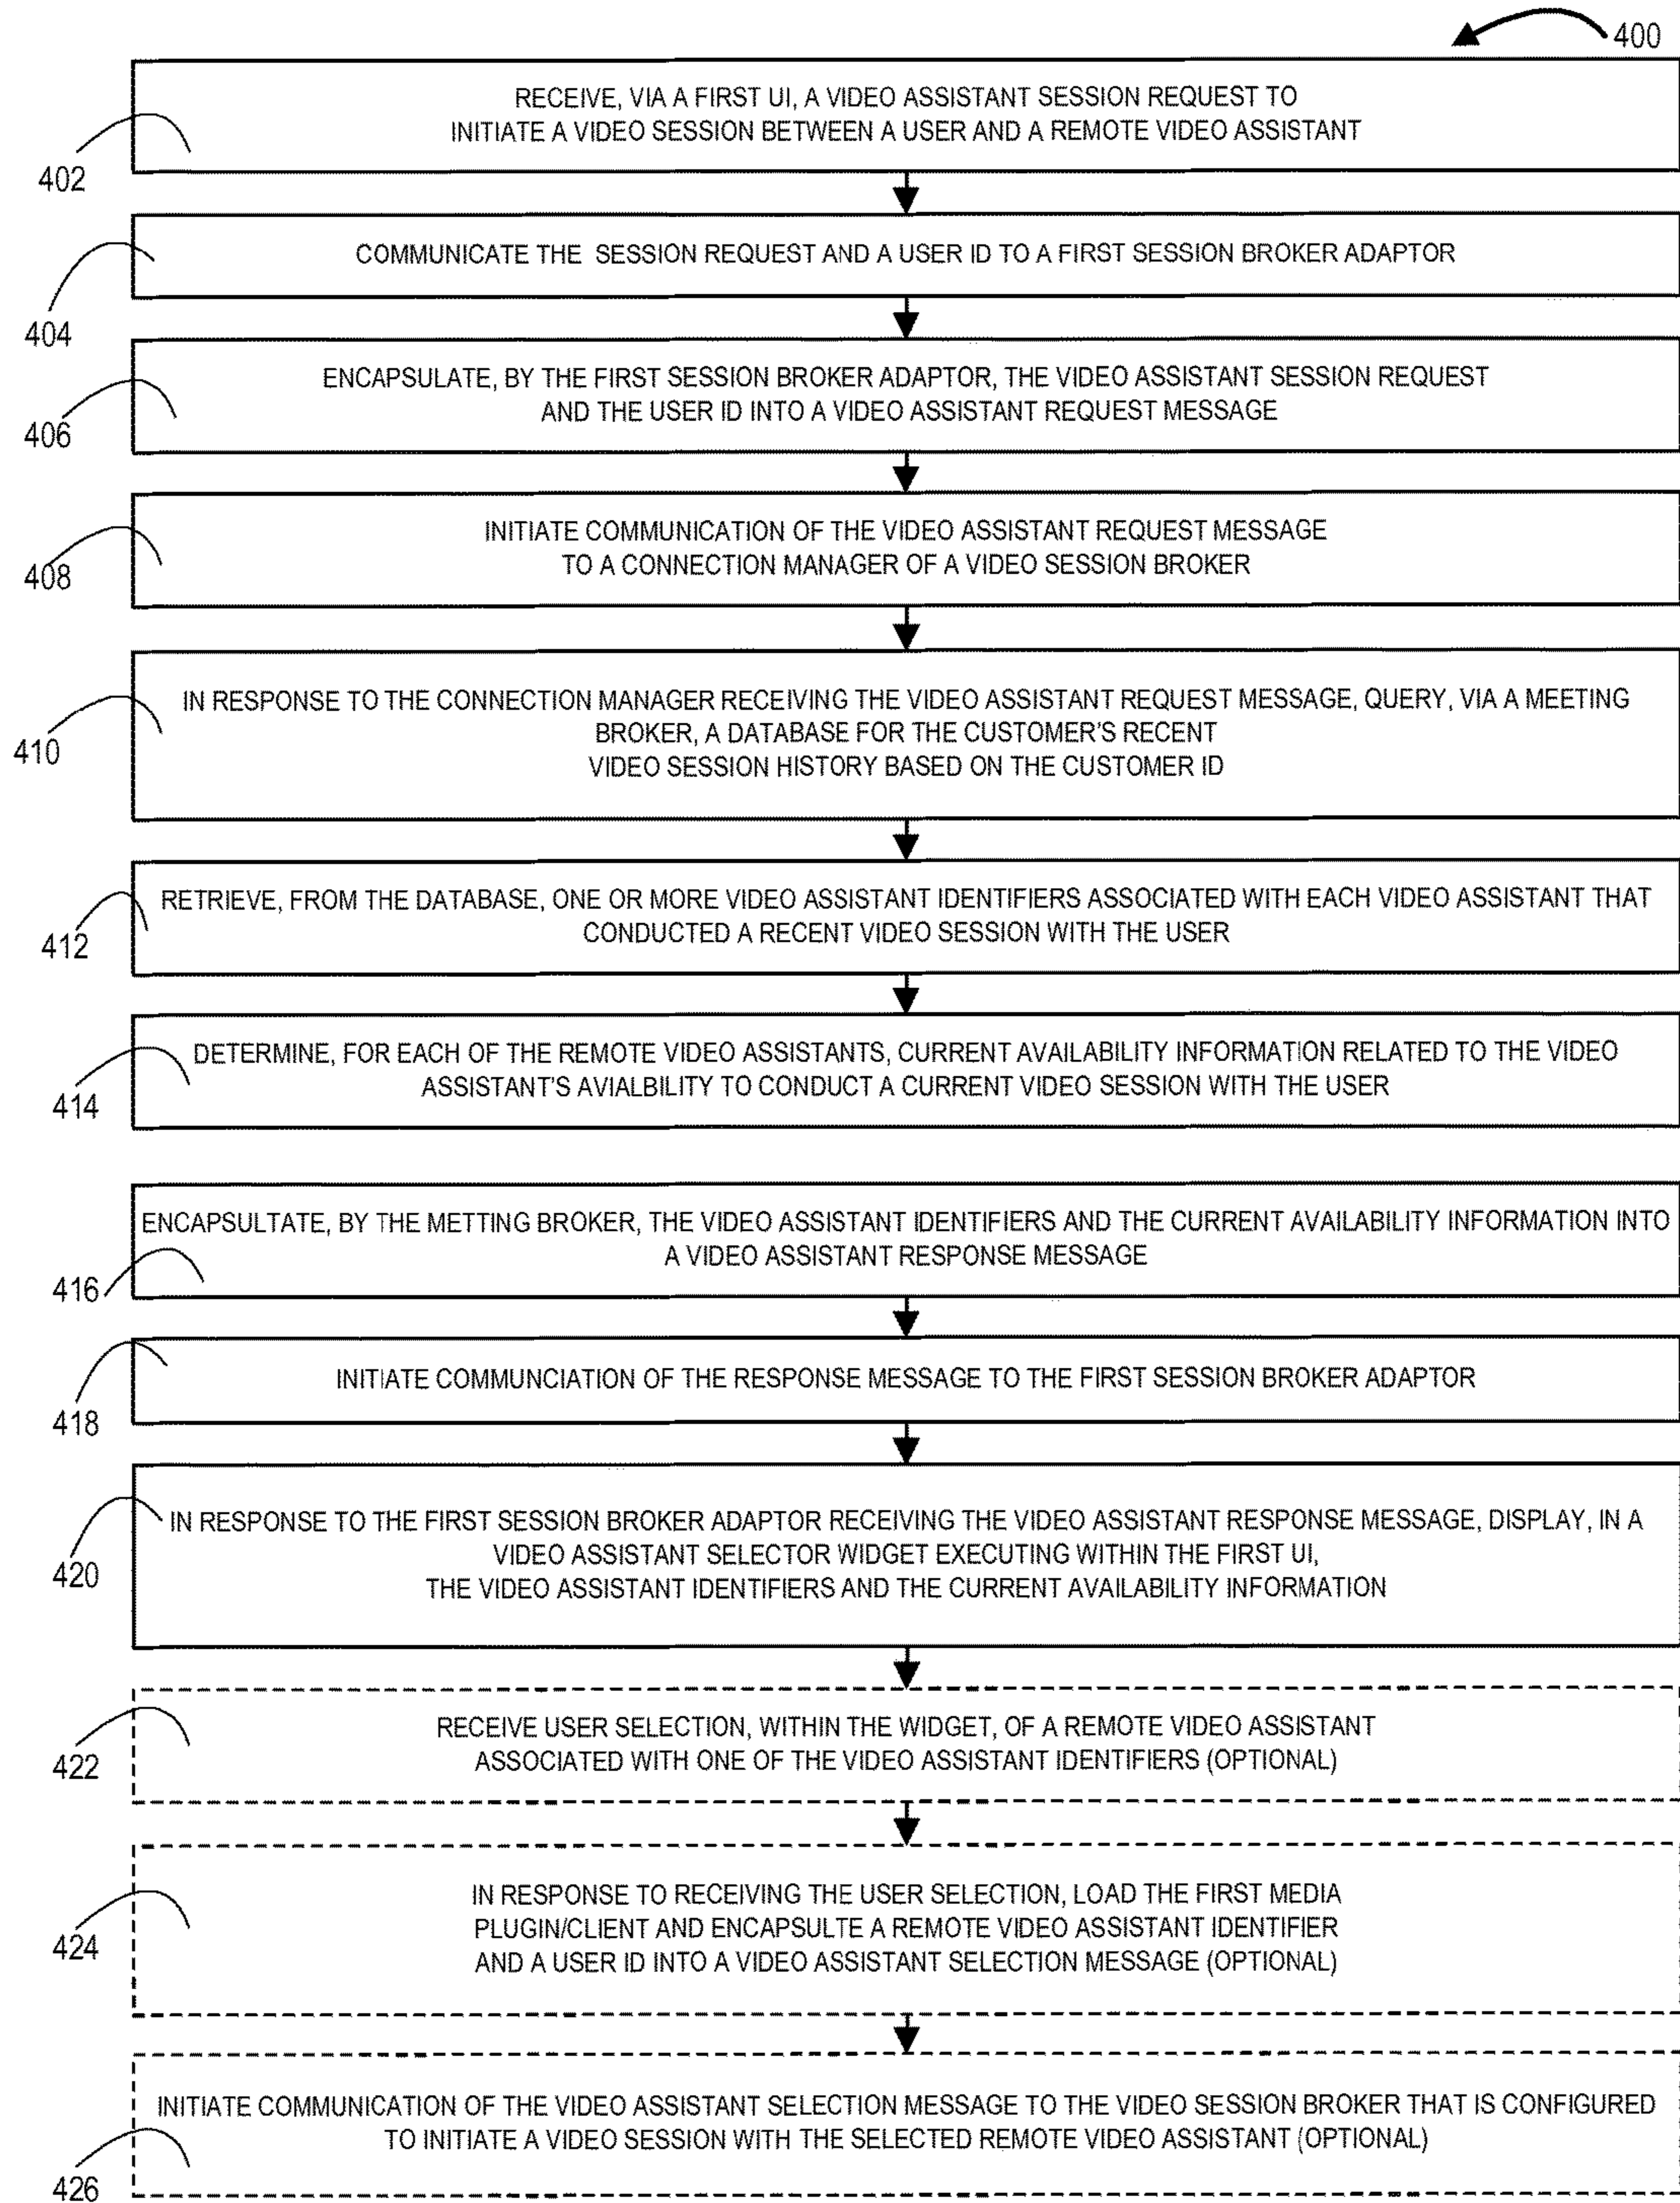 400
RECEIVE, VIA A FIRST UI, A VIDEO ASSISTANT SESSION REQUEST TO
INITIATE A VIDEO SESSION BETWEEN A USER AND A REMOTE VIDEO ASSISTANT
402
COMMUNICATE THE SESSION REQUEST AND A USER ID TO A FIRST SESSION BROKER ADAPTOR
404
ENCAPSULATE, BY THE FIRST SESSION BROKER ADAPTOR, THE VIDEO ASSISTANT SESSION REQUEST
AND THE USER ID INTO A VIDEO ASSISTANT REQUEST MESSAGE
406
INITIATE COMMUNICATION OF THE VIDEO ASSISTANT REQUEST MESSAGE
TO A CONNECTION MANAGER OF A VIDEO SESSION BROKER
408
IN RESPONSE TO THE CONNECTION MANAGER RECEIVING THE VIDEO ASSISTANT REQUEST MESSAGE, QUERY, VIA A MEETING
BROKER, A DATABASE FOR THE CUSTOMER'S RECENT
VIDEO SESSION HISTORY BASED ON THE CUSTOMER ID
410
RETRIEVE, FROM THE DATABASE, ONE OR MORE VIDEO ASSISTANT IDENTIFIERS ASSOCIATED WITH EACH VIDEO ASSISTANT THAT
CONDUCTED A RECENT VIDEO SESSION WITH THE USER
412
DETERMINE, FOR EACH OF THE REMOTE VIDEO ASSISTANTS, CURRENT AVAILABILITY INFORMATION RELATED TO THE VIDEO
ASSISTANT'S AVIALBILITY TO CONDUCT A CURRENT VIDEO SESSION WITH THE USER
414
ENCAPSULTATE, BY THE METTING BROKER, THE VIDEO ASSISTANT IDENTIFIERS AND THE CURRENT AVAILABILITY INFORMATION INTO
A VIDEO ASSISTANT RESPONSE MESSAGE
416
INITIATE COMMUNCIATION OF THE RESPONSE MESSAGE TO THE FIRST SESSION BROKER ADAPTOR
418
IN RESPONSE TO THE FIRST SESSION BROKER ADAPTOR RECEIVING THE VIDEO ASSISTANT RESPONSE MESSAGE, DISPLAY, IN A
VIDEO ASSISTANT SELECTOR WIDGET EXECUTING WITHIN THE FIRST UI,
THE VIDEO ASSISTANT IDENTIFIERS AND THE CURRENT AVAILABILITY INFORMATION
420
RECEIVE USER SELECTION, WITHIN THE WIDGET, OF A REMOTE VIDEO ASSISTANT
ASSOCIATED WITH ONE OF THE VIDEO ASSISTANT IDENTIFIERS (OPTIONAL)
422
IN RESPONSE TO RECEIVING THE USER SELECTION, LOAD THE FIRST MEDIA
PLUGIN/CLIENT AND ENCAPSULTE A REMOTE VIDEO ASSISTANT IDENTIFIER
AND A USER ID INTO A VIDEO ASSISTANT SELECTION MESSAGE (OPTIONAL)
424
INITIATE COMMUNICATION OF THE VIDEO ASSISTANT SELECTION MESSAGE TO THE VIDEO SESSION BROKER THAT IS CONFIGURED
TO INITIATE A VIDEO SESSION WITH THE SELECTED REMOTE VIDEO ASSISTANT (OPTIONAL)
426